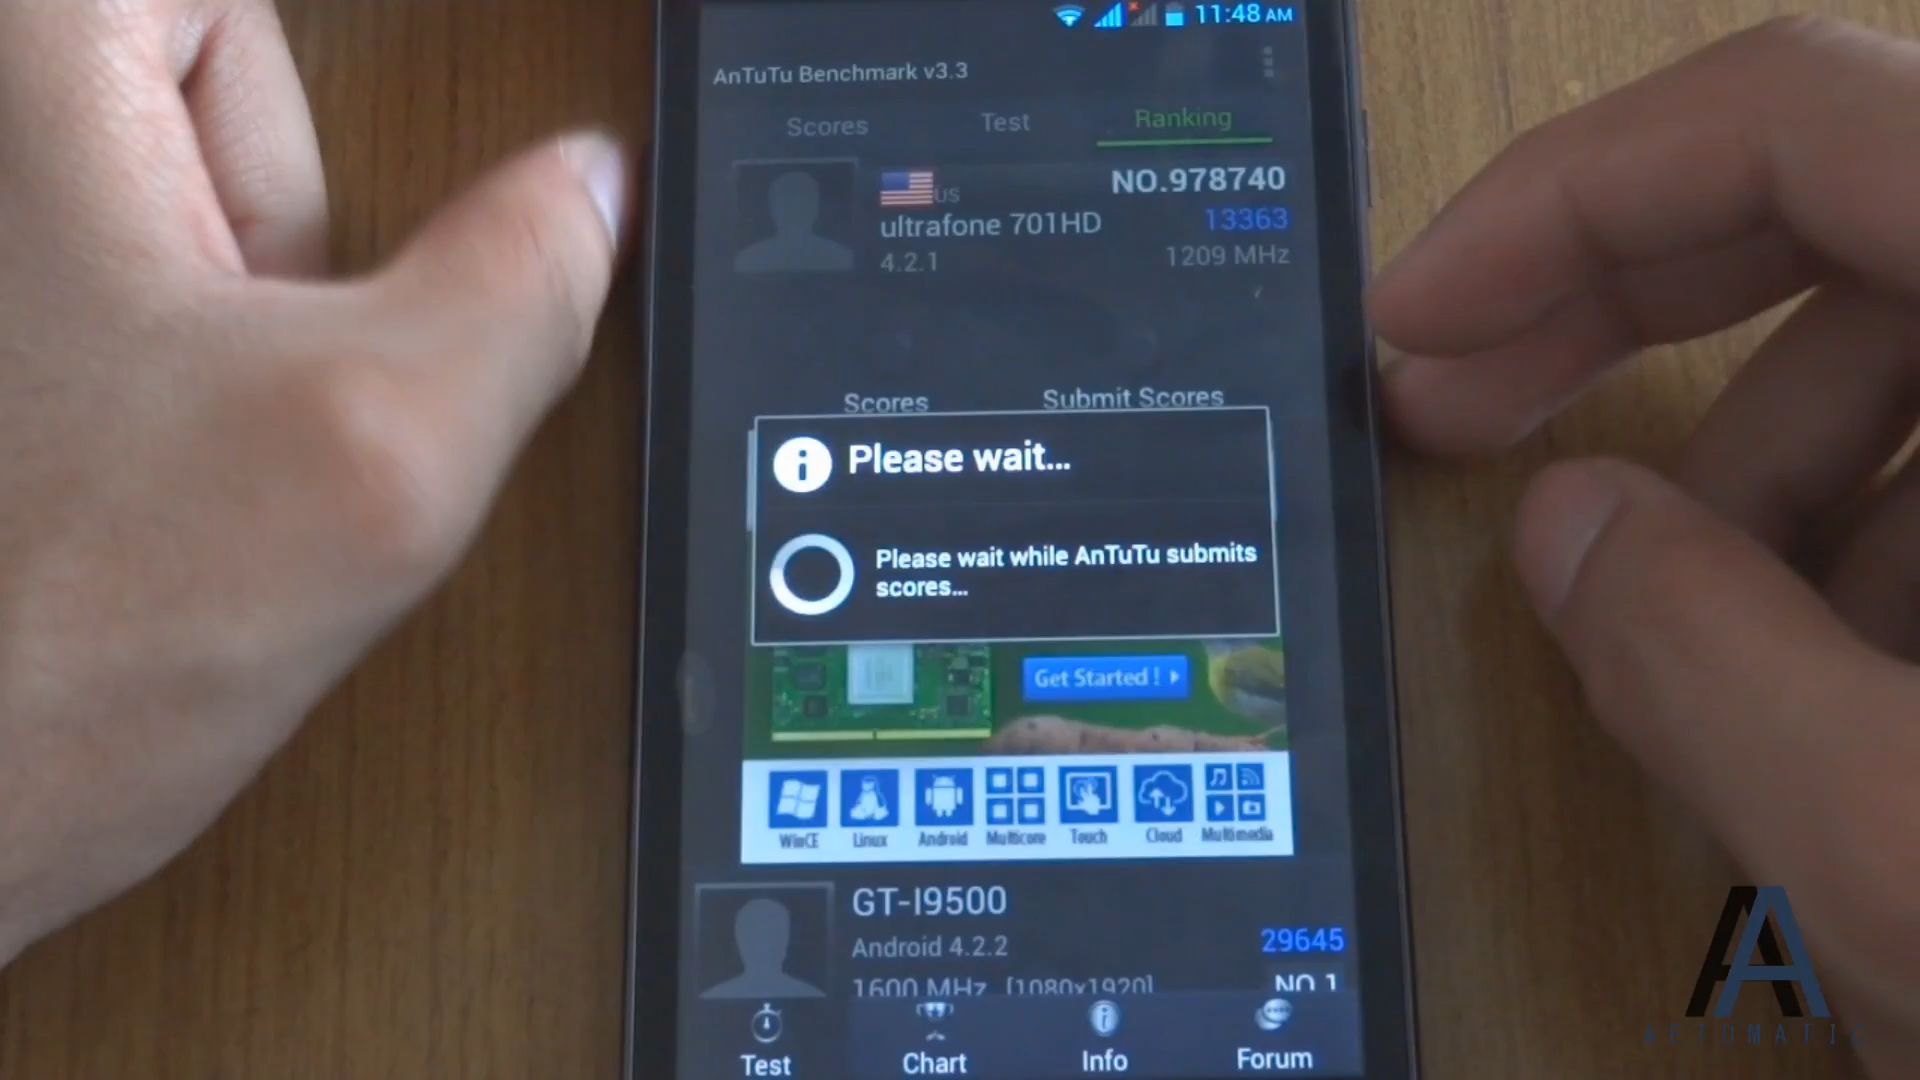 11:48 AM
AnTuTu Benchmark v3.3
Scores Test Ranking
us NO.978740
ultrafone 701HD 13363
4.2.1 1209 MHz
Scores Submit Scores
Please wait...
Please wait while AnTuTu submits
scores...
Get Started !
WinCE Linux Android Multicore Touch Cloud Multimedia
GT-I9500
Android 4.2.2 29645
1600 MHz [1080x1920] NO.1
Test Chart Info Forum
AA
ACTOMATIC